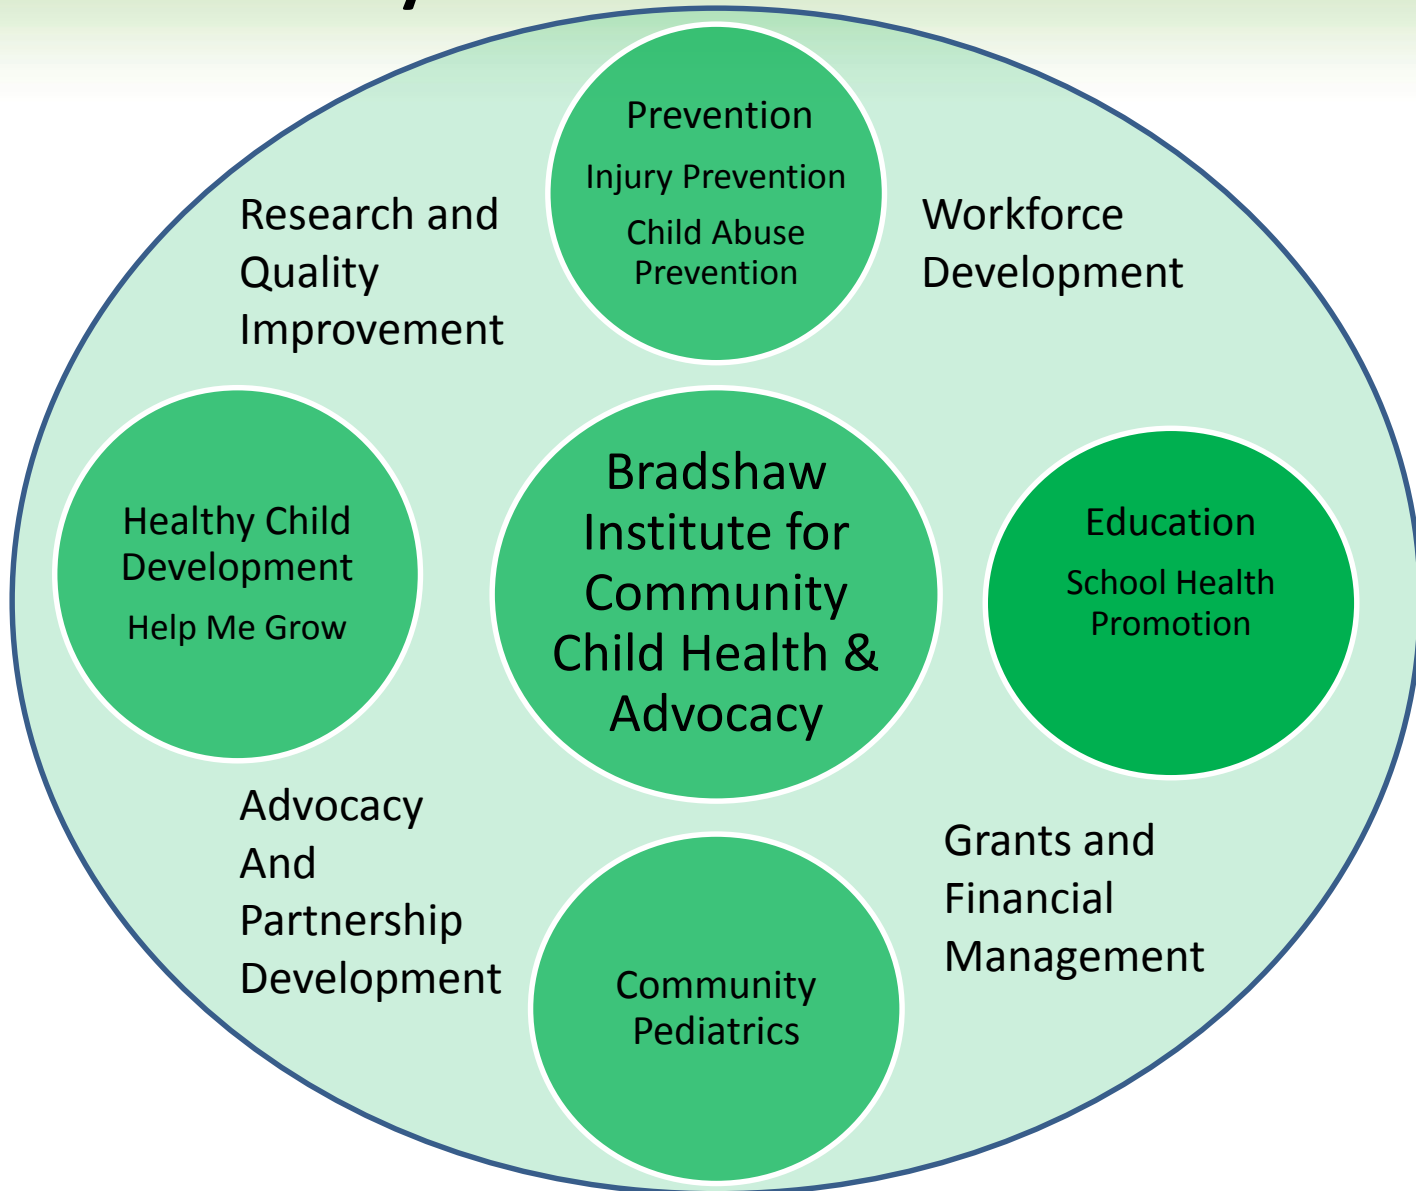 Prevention
Injury Prevention
Child Abuse
Prevention
Research and
Quality
Improvement
Workforce
Development
Healthy Child
Development
Help Me Grow
Bradshaw
Institute for
Community
Child Health &
Advocacy
Education
School Health
Promotion
Advocacy
And
Partnership
Development
Grants and
Financial
Management
Community
Pediatrics